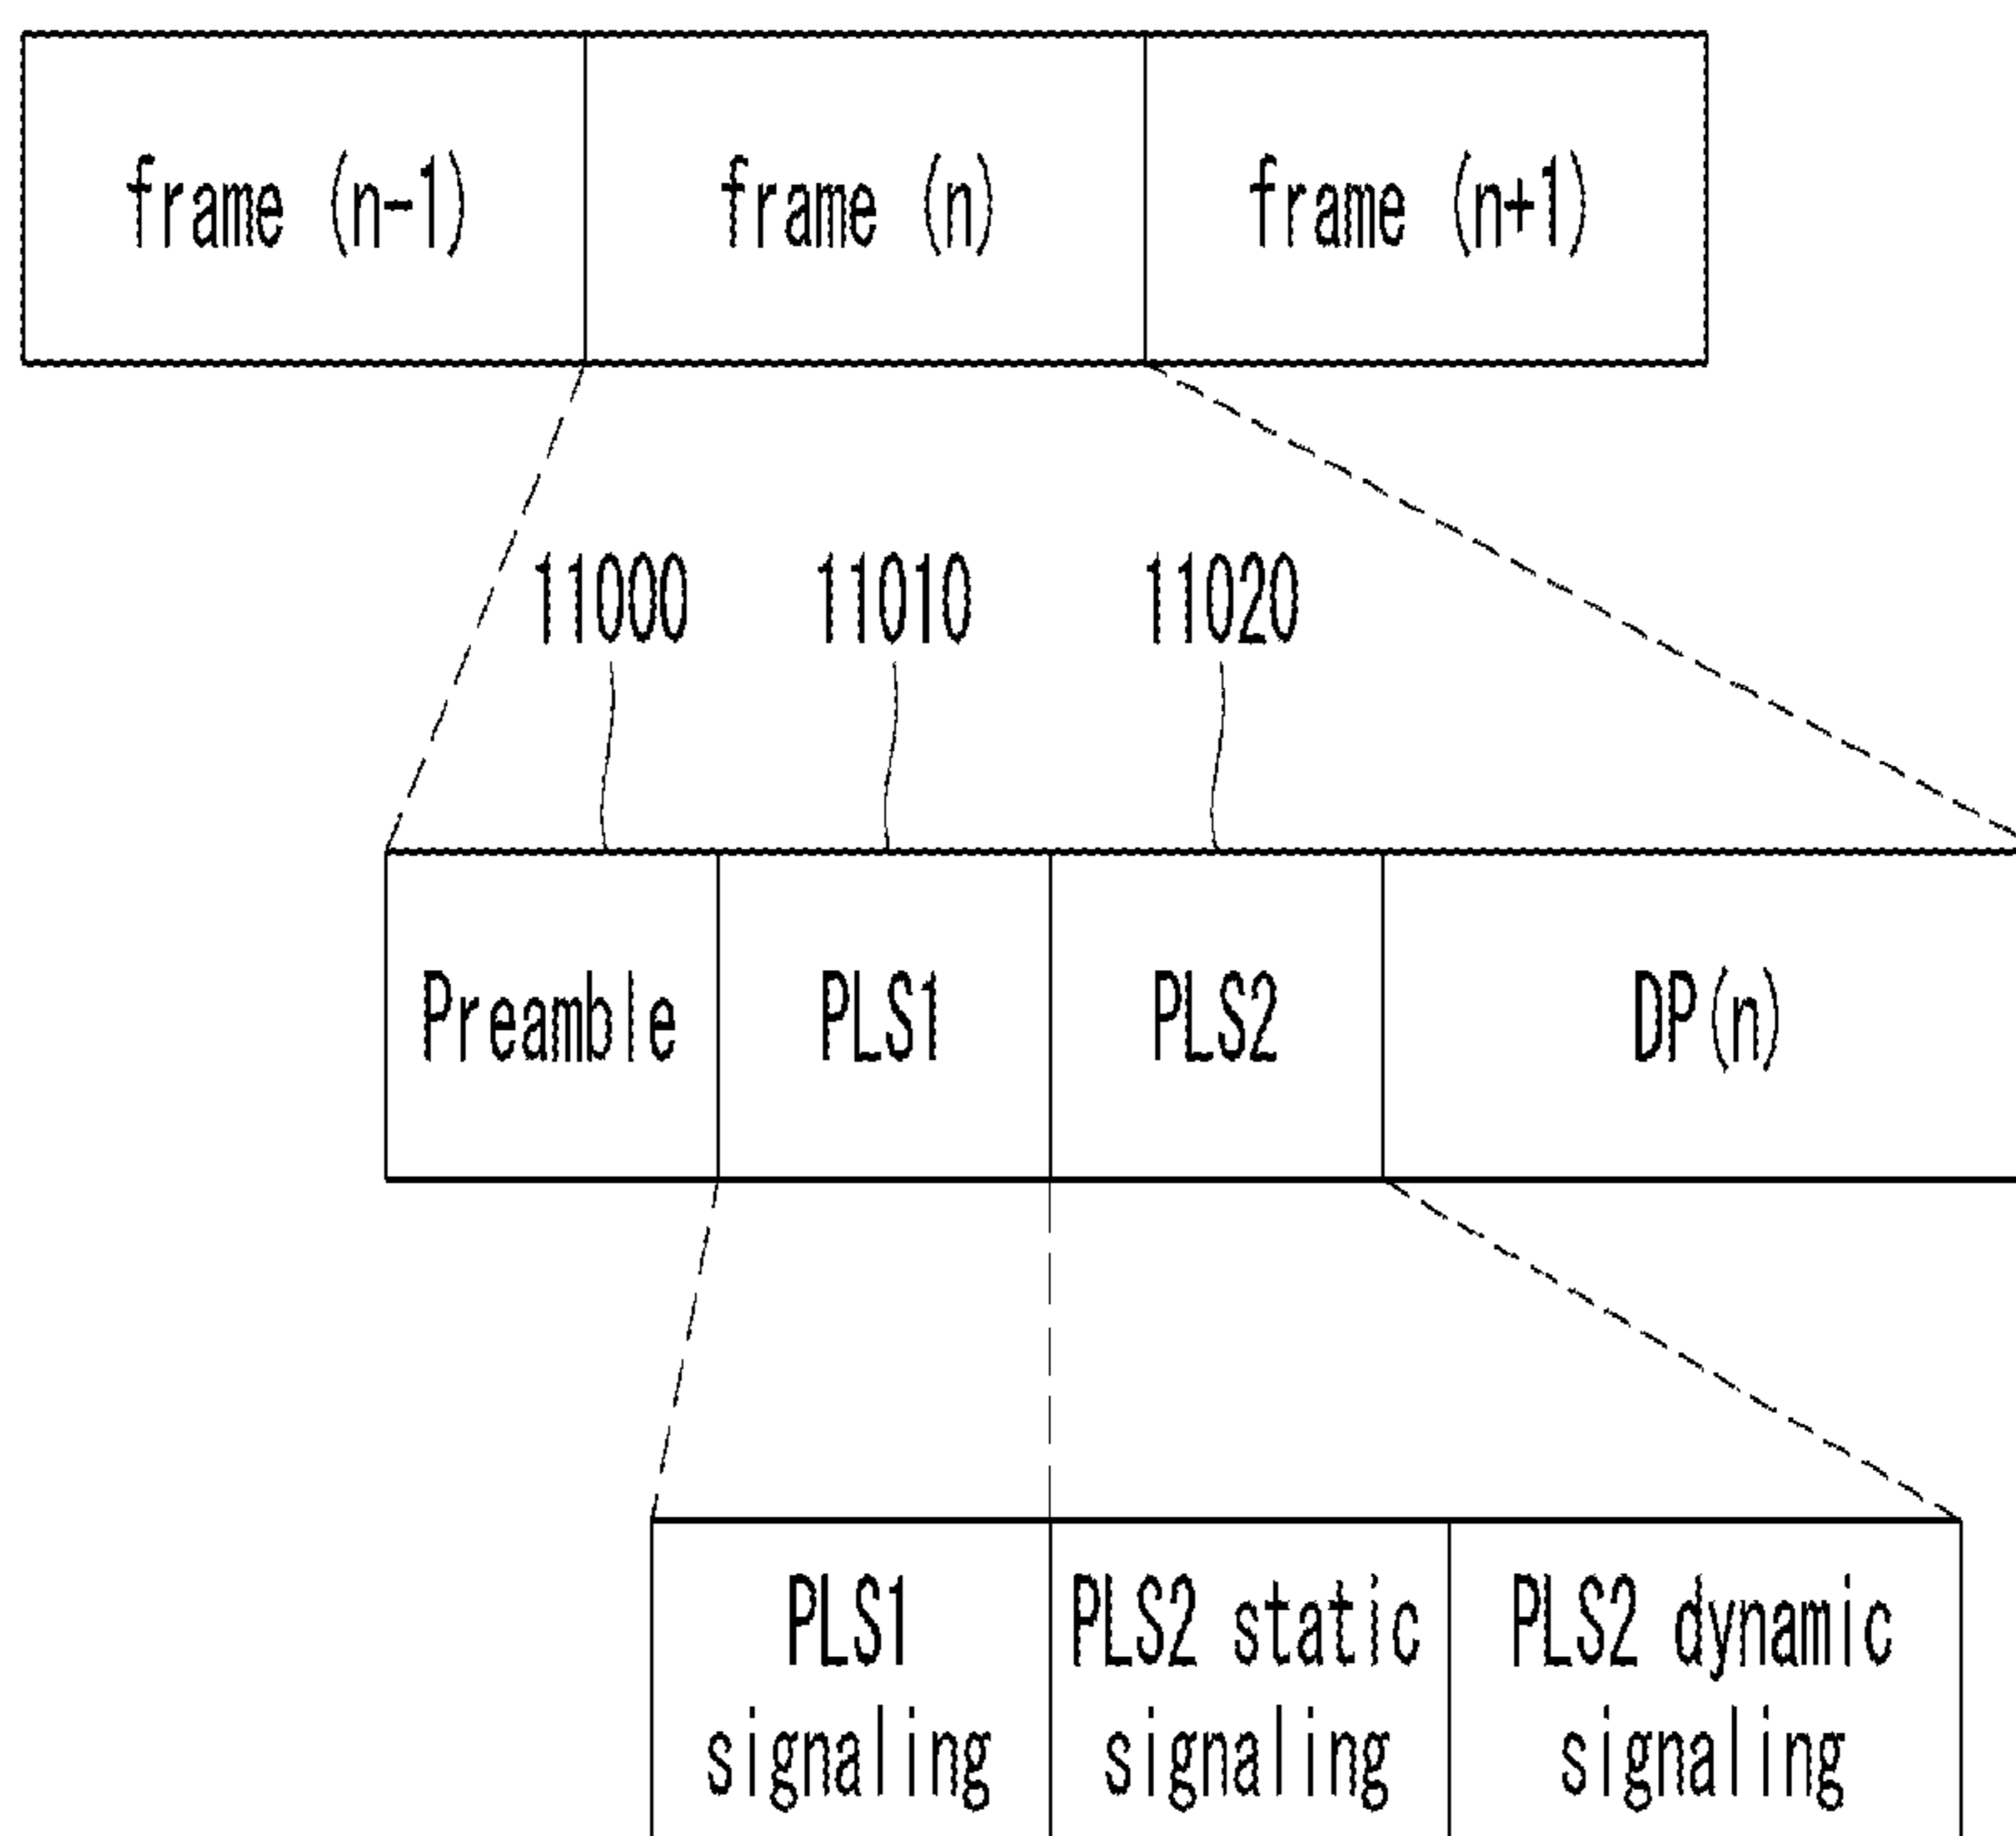 frame (n-1) frame (n) frame (n+1)
11000 11010 11020
Preamble PLS1 PLS2 DP(n)
PLS1 signaling
PLS2 static signaling
PLS2 dynamic signaling